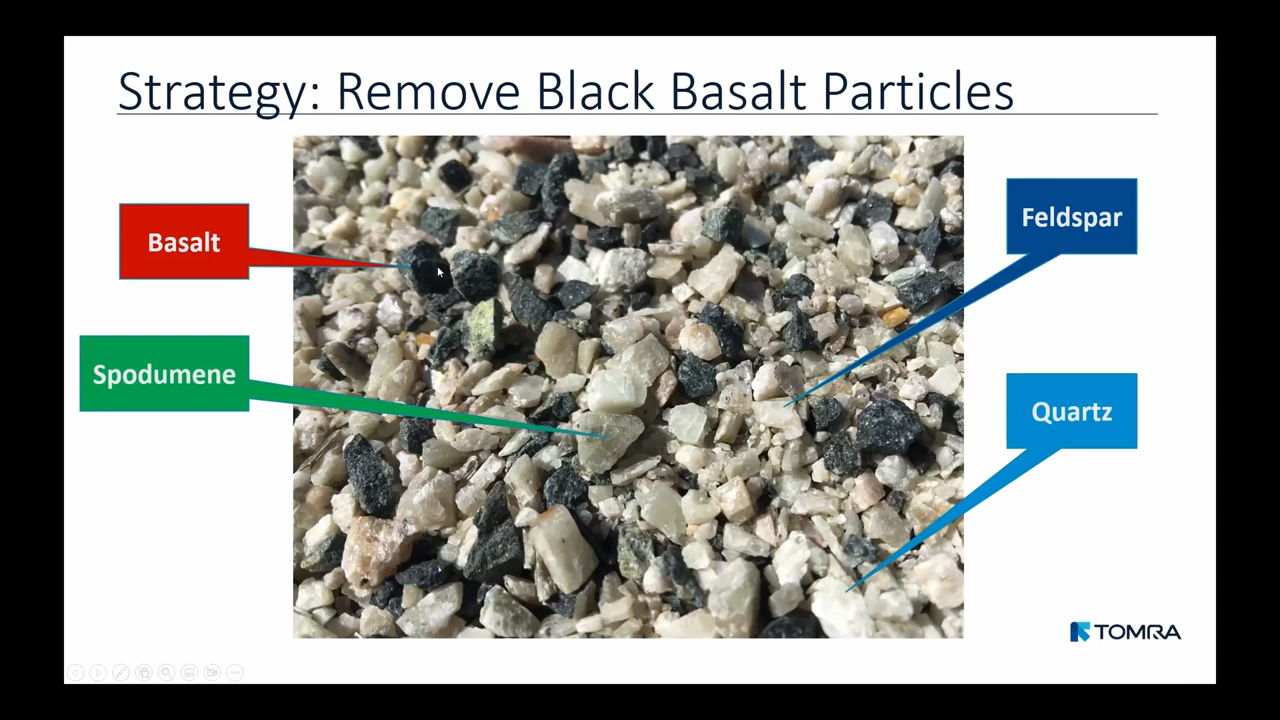 Strategy: Remove Black Basalt Particles
Basalt
Feldspar
Spodumene
Quartz
TOMRA